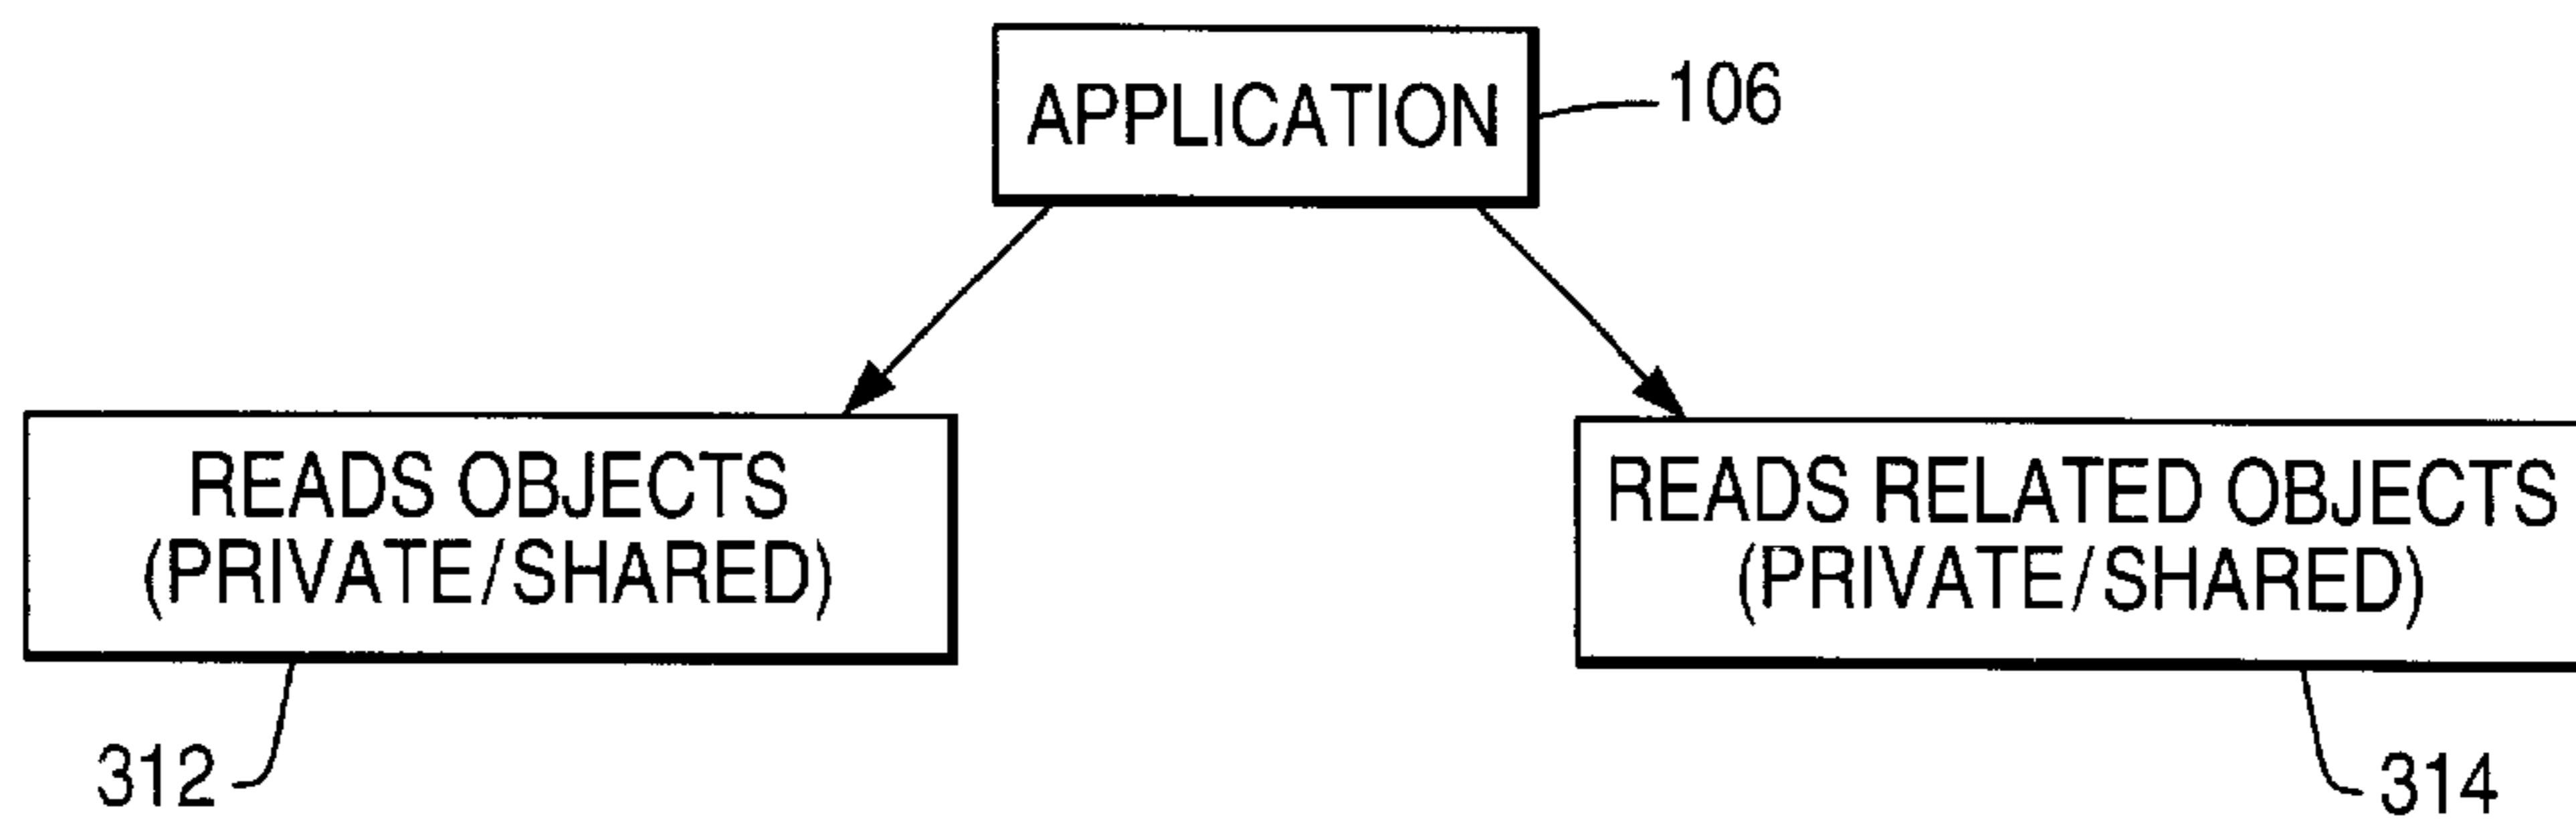 APPLICATION
106
READS OBJECTS
(PRIVATE/SHARED)
READS RELATED OBJECTS
(PRIVATE/SHARED)
312
314